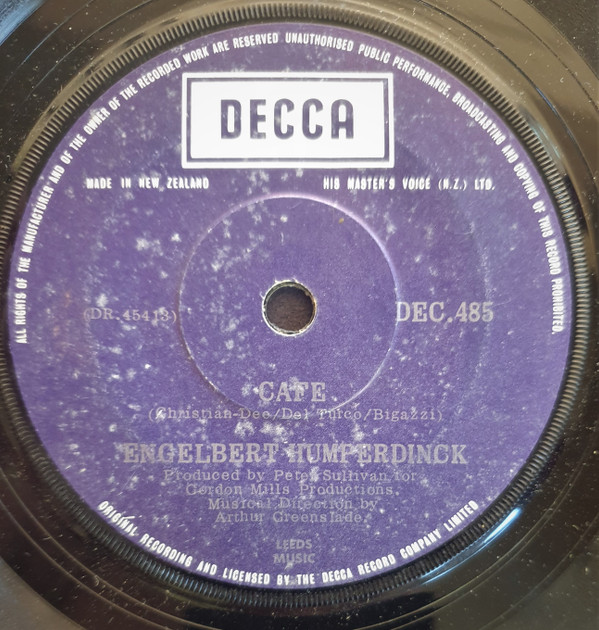 ALL RIGHTS OF THE MANUFACTURER AND OF THE OWNER OF THE RECORDED WORK ARE RESERVED UNAUTHORISED PUBLIC PERFORMANCE, BROADCASTING AND COPYING OF THIS RECORD PROHIBITED.
DECCA
MADE IN NEW ZEALAND
HIS MASTER'S VOICE (N.Z.) LTD.
(DR.45413)
DEC.485
CAFE
(Christian-Dee/Del Turco/Bigazzi)
ENGELBERT HUMPERDINCK
Produced by Peter Sullivan for
Gordon Mills Productions.
Musical Direction by
Arthur Greenslade.
LEEDS
MUSIC
ORIGINAL RECORDING AND LICENSED BY THE DECCA RECORD COMPANY LIMITED